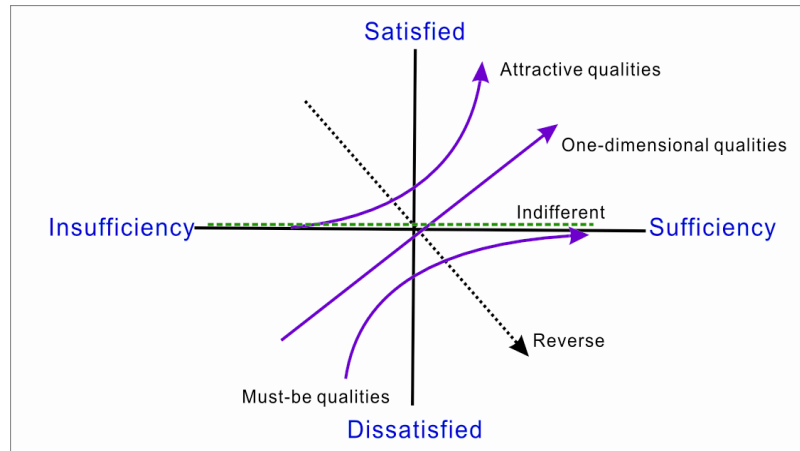 Satisfied
Attractive qualities
One-dimensional qualities
Indifferent
Insufficiency
Sufficiency
Reverse
Must-be qualities
Dissatisfied